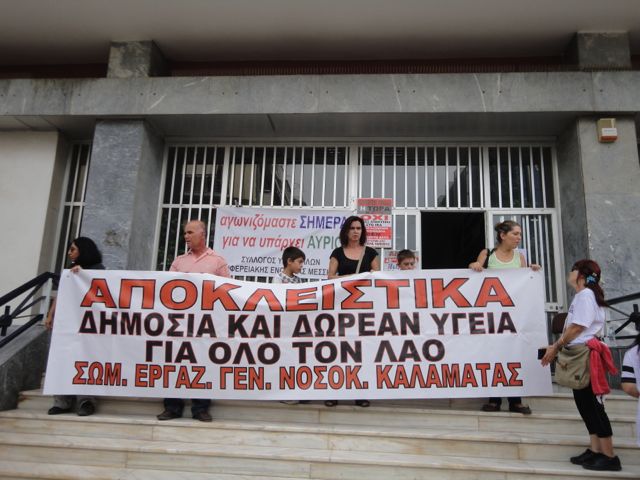 αγωνιζόμαστε ΣΗΜΕΡΑ
για να υπάρχει ΑΥΡΙΟ
ΣΥΛΛΟΓΟΣ
ΤΩΡΑ
ΟΧΙ
ΑΠΟΚΛΕΙΣΤΙΚΑ
ΔΗΜΟΣΙΑ ΚΑΙ ΔΩΡΕΑΝ ΥΓΕΙΑ
ΓΙΑ ΟΛΟ ΤΟΝ ΛΑΟ
ΣΩΜ. ΕΡΓΑΖ. ΓΕΝ. ΝΟΣΟΚ. ΚΑΛΑΜΑΤΑΣ